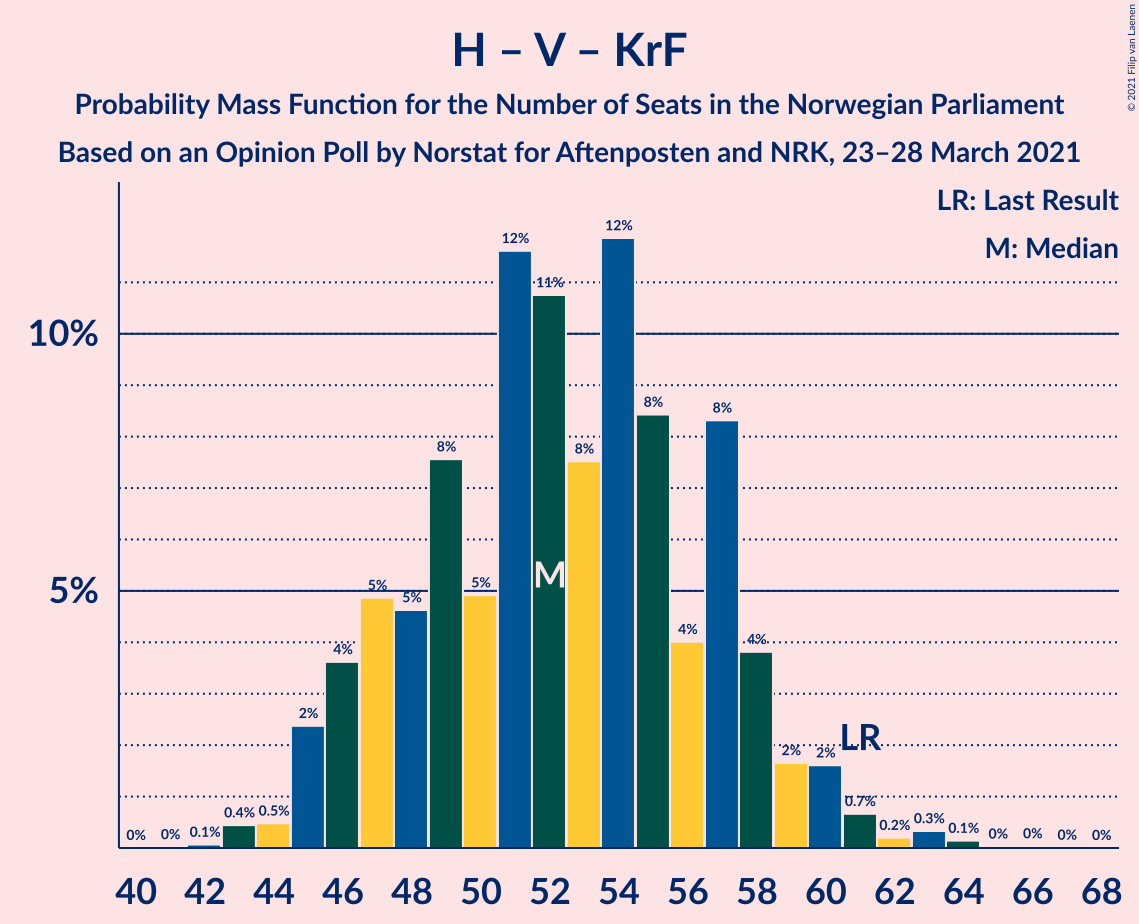 H – V – KrF
Probability Mass Function for the Number of Seats in the Norwegian Parliament
Based on an Opinion Poll by Norstat for Aftenposten and NRK, 23–28 March 2021
© 2021 Filip van Laenen
LR: Last Result
M: Median
10%
5%
0% 0% 0.1% 0.4% 0.5% 2% 4% 5% 5% 8% 5% 12% 11% 8% 12% 8% 4% 8% 4% 2% 2% 0.7% 0.2% 0.3% 0.1% 0% 0% 0% 0%
M
LR
40 42 44 46 48 50 52 54 56 58 60 62 64 66 68